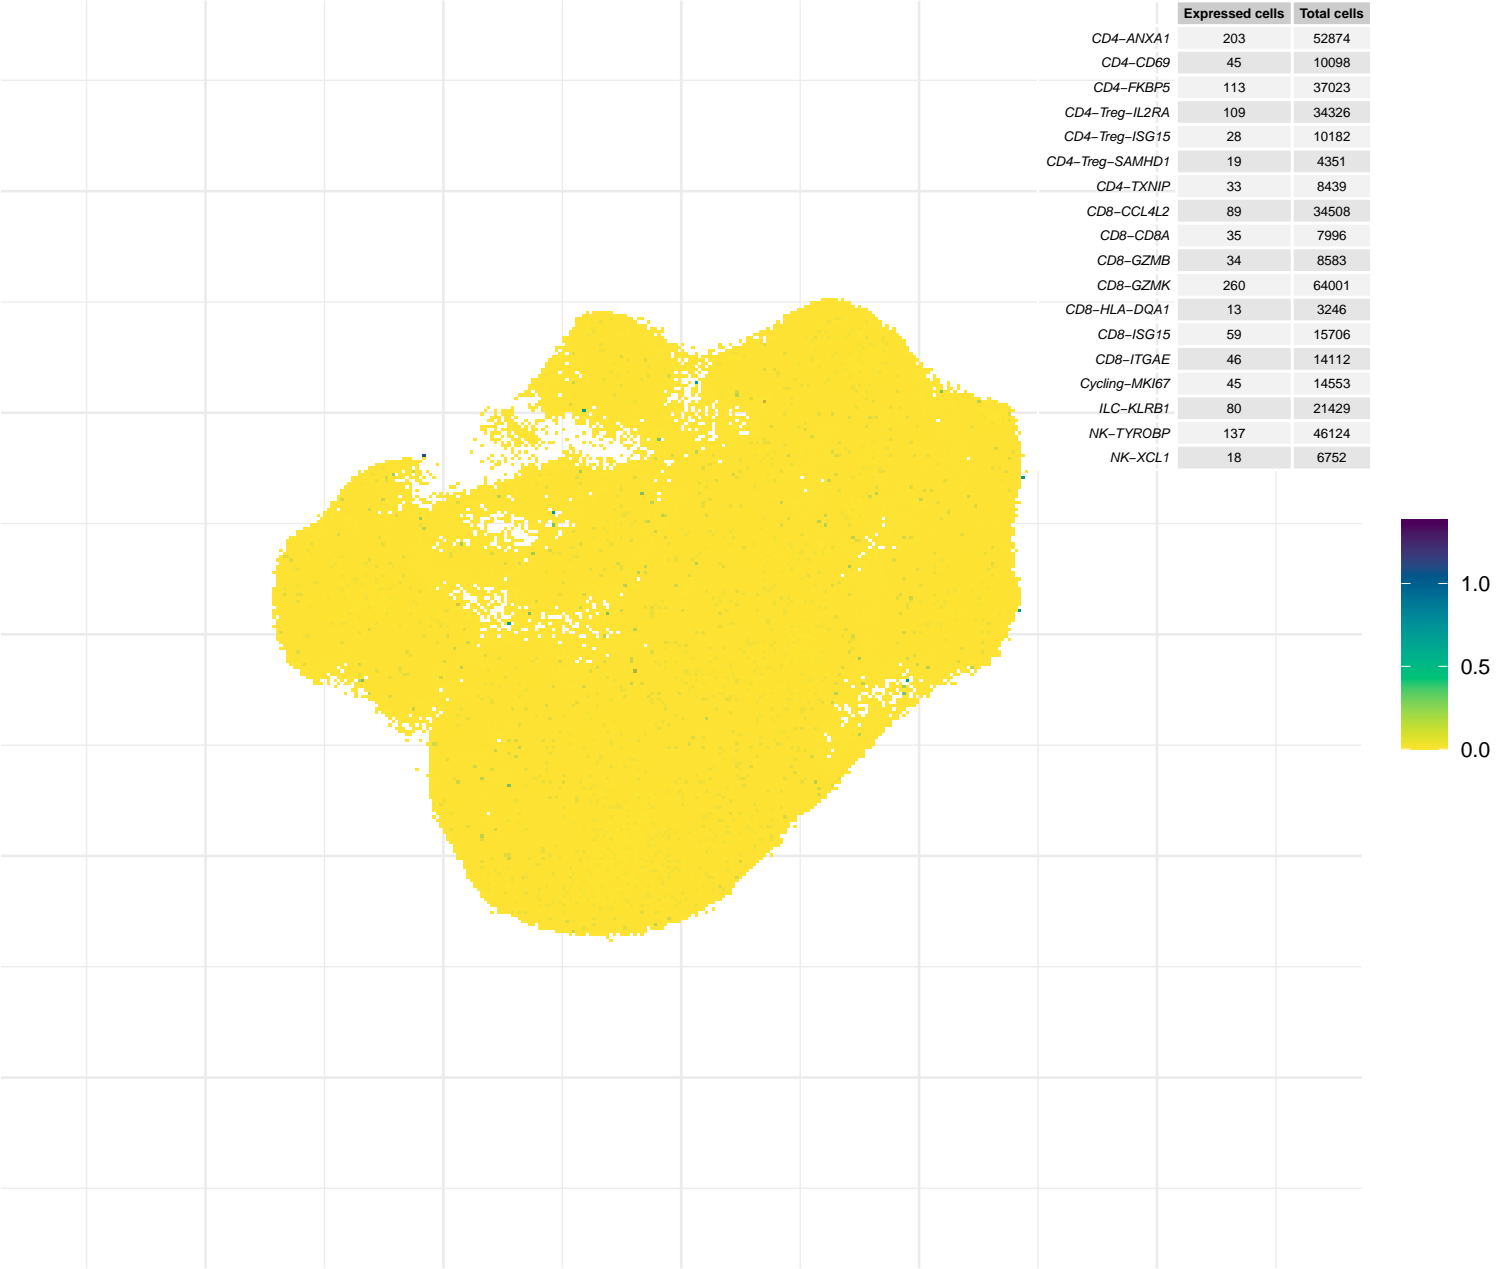 Expressed cells Total cells
CD4−ANXA1 203 52874
CD4−CD69 45 10098
CD4−FKBP5 113 37023
CD4−Treg−IL2RA 109 34326
CD4−Treg−ISG15 28 10182
CD4−Treg−SAMHD1 19 4351
CD4−TXNIP 33 8439
CD8−CCL4L2 89 34508
CD8−CD8A 35 7996
CD8−GZMB 34 8583
CD8−GZMK 260 64001
CD8−HLA−DQA1 13 3246
CD8−ISG15 59 15706
CD8−ITGAE 46 14112
Cycling−MKI67 45 14553
ILC−KLRB1 80 21429
NK−TYROBP 137 46124
NK−XCL1 18 6752
1.0
0.5
0.0